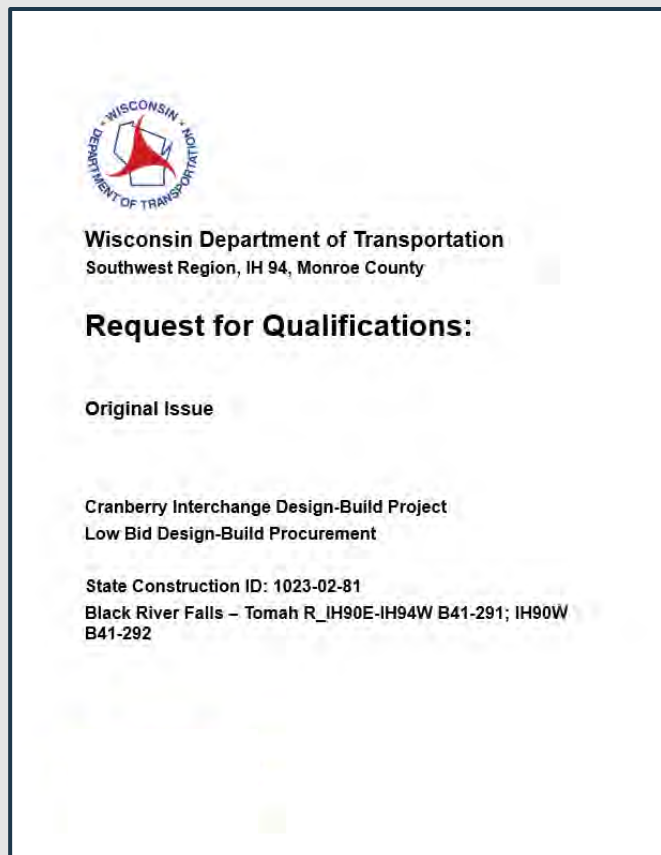 WISCONSIN
DEPARTMENT OF TRANSPORTATION
Wisconsin Department of Transportation
Southwest Region, IH 94, Monroe County
Request for Qualifications:
Original Issue
Cranberry Interchange Design-Build Project
Low Bid Design-Build Procurement
State Construction ID: 1023-02-81
Black River Falls – Tomah R_IH90E-IH94W B41-291; IH90W
B41-292